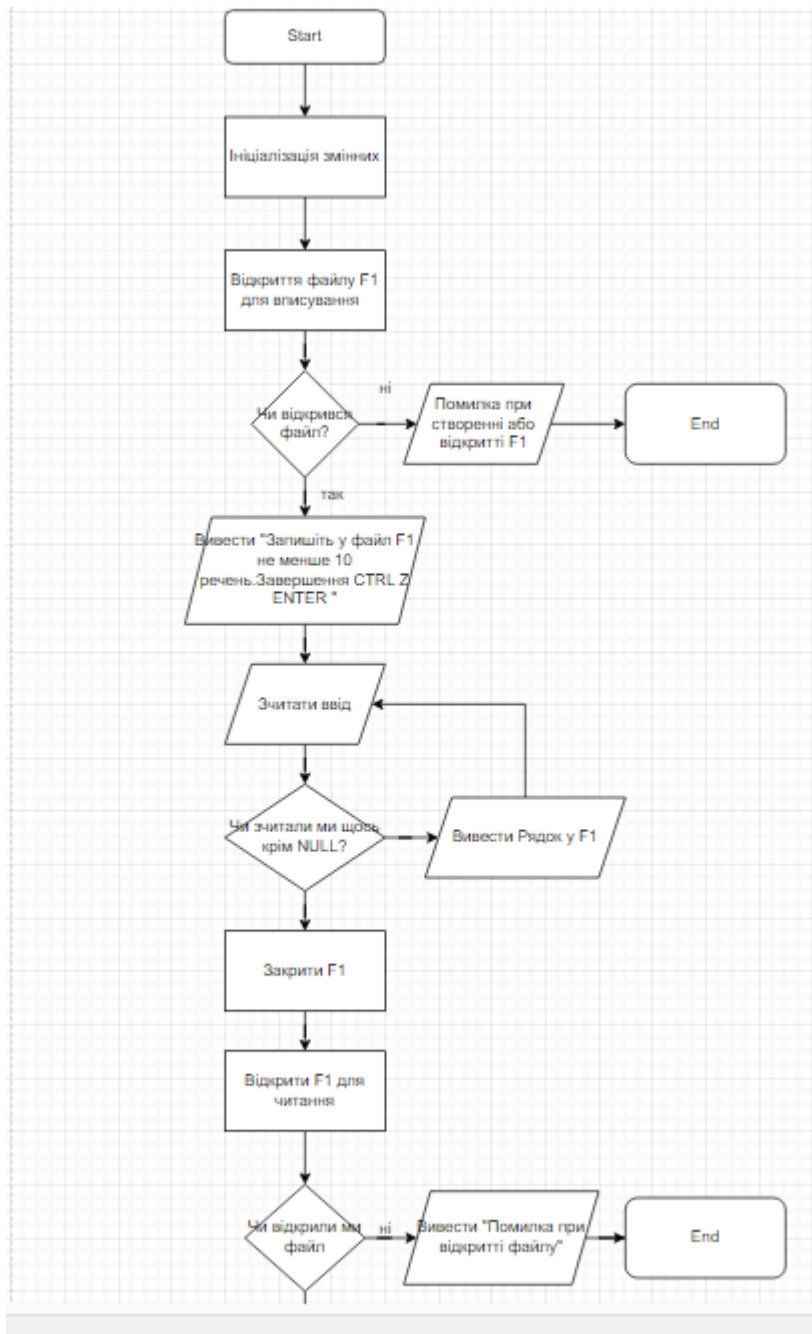 Start
Ініціалізація змінних
Відкриття файлу F1
для вписування
Чи відкрився
файл?
ні
Помилка при
створенні або
відкритті F1
End
так
Вивести "Запишіть у файл F1
не менше 10
речень.Завершення CTRL Z
ENTER "
Зчитати ввід
Чи зчитали ми щось
крім NULL?
Вивести Рядок у F1
Закрити F1
Відкрити F1 для
читання
Чи відкрили ми
файл
ні
Вивести "Помилка при
відкритті файлу"
End